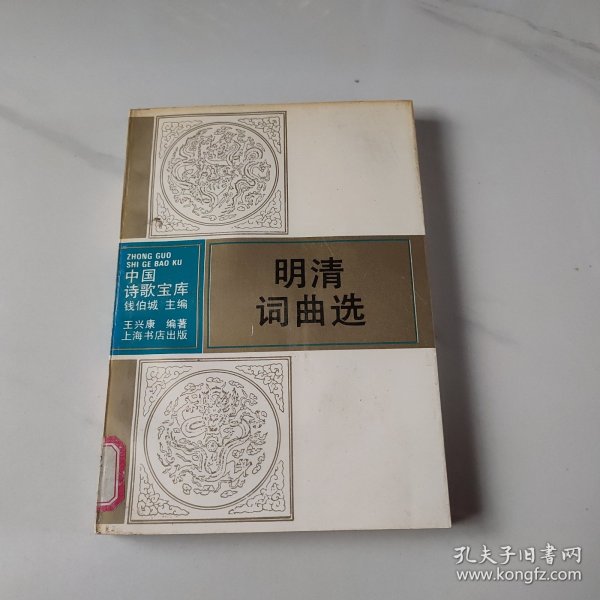 ZHONG GUO
SHI GE BAO KU
中国
诗歌宝库
钱伯城 主编
王兴康 编著
上海书店出版
明清
词曲选
孔夫子旧书网
www.kongfz.com